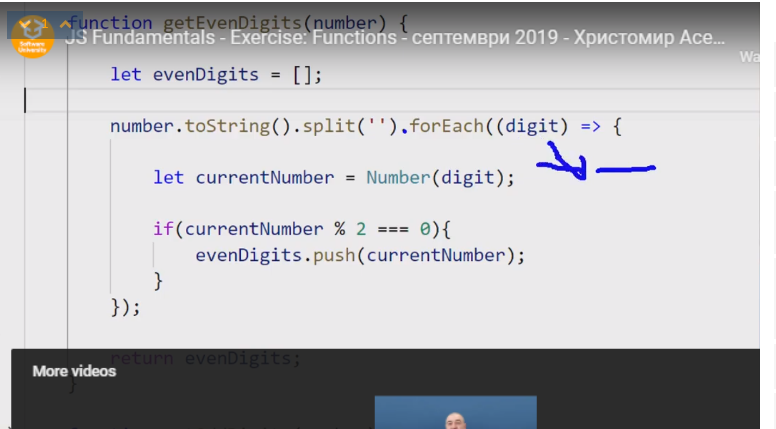 1
function getEvenDigits(number) {
Software University
JS Fundamentals - Exercise: Functions - септември 2019 - Христомир Асе...
Wa
let evenDigits = [];
number.toString().split('').forEach((digit) => {
let currentNumber = Number(digit);
if(currentNumber % 2 === 0){
evenDigits.push(currentNumber);
}
});
return evenDigits;
More videos
}